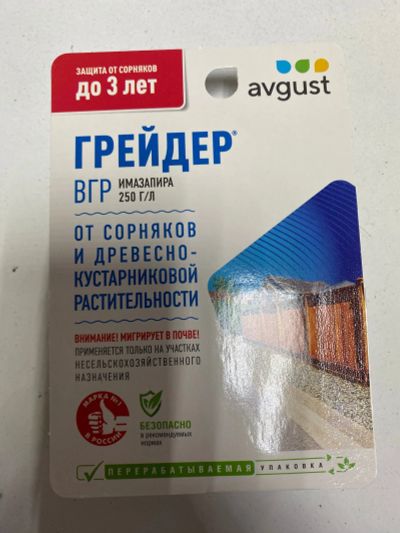 ЗАЩИТА ОТ СОРНЯКОВ
до 3 лет
avgust
ГРЕЙДЕР®
ВГР ИМАЗАПИРА
250 Г/Л
ОТ СОРНЯКОВ
И ДРЕВЕСНО-
КУСТАРНИКОВОЙ
РАСТИТЕЛЬНОСТИ
ВНИМАНИЕ! МИГРИРУЕТ В ПОЧВЕ!
ПРИМЕНЯЕТСЯ ТОЛЬКО НА УЧАСТКАХ
НЕСЕЛЬСКОХОЗЯЙСТВЕННОГО
НАЗНАЧЕНИЯ
МАРКА №1
В РОССИИ
БЕЗОПАСНО
в рекомендуемых
нормах
ПЕРЕРАБАТЫВАЕМАЯ УПАКОВКА